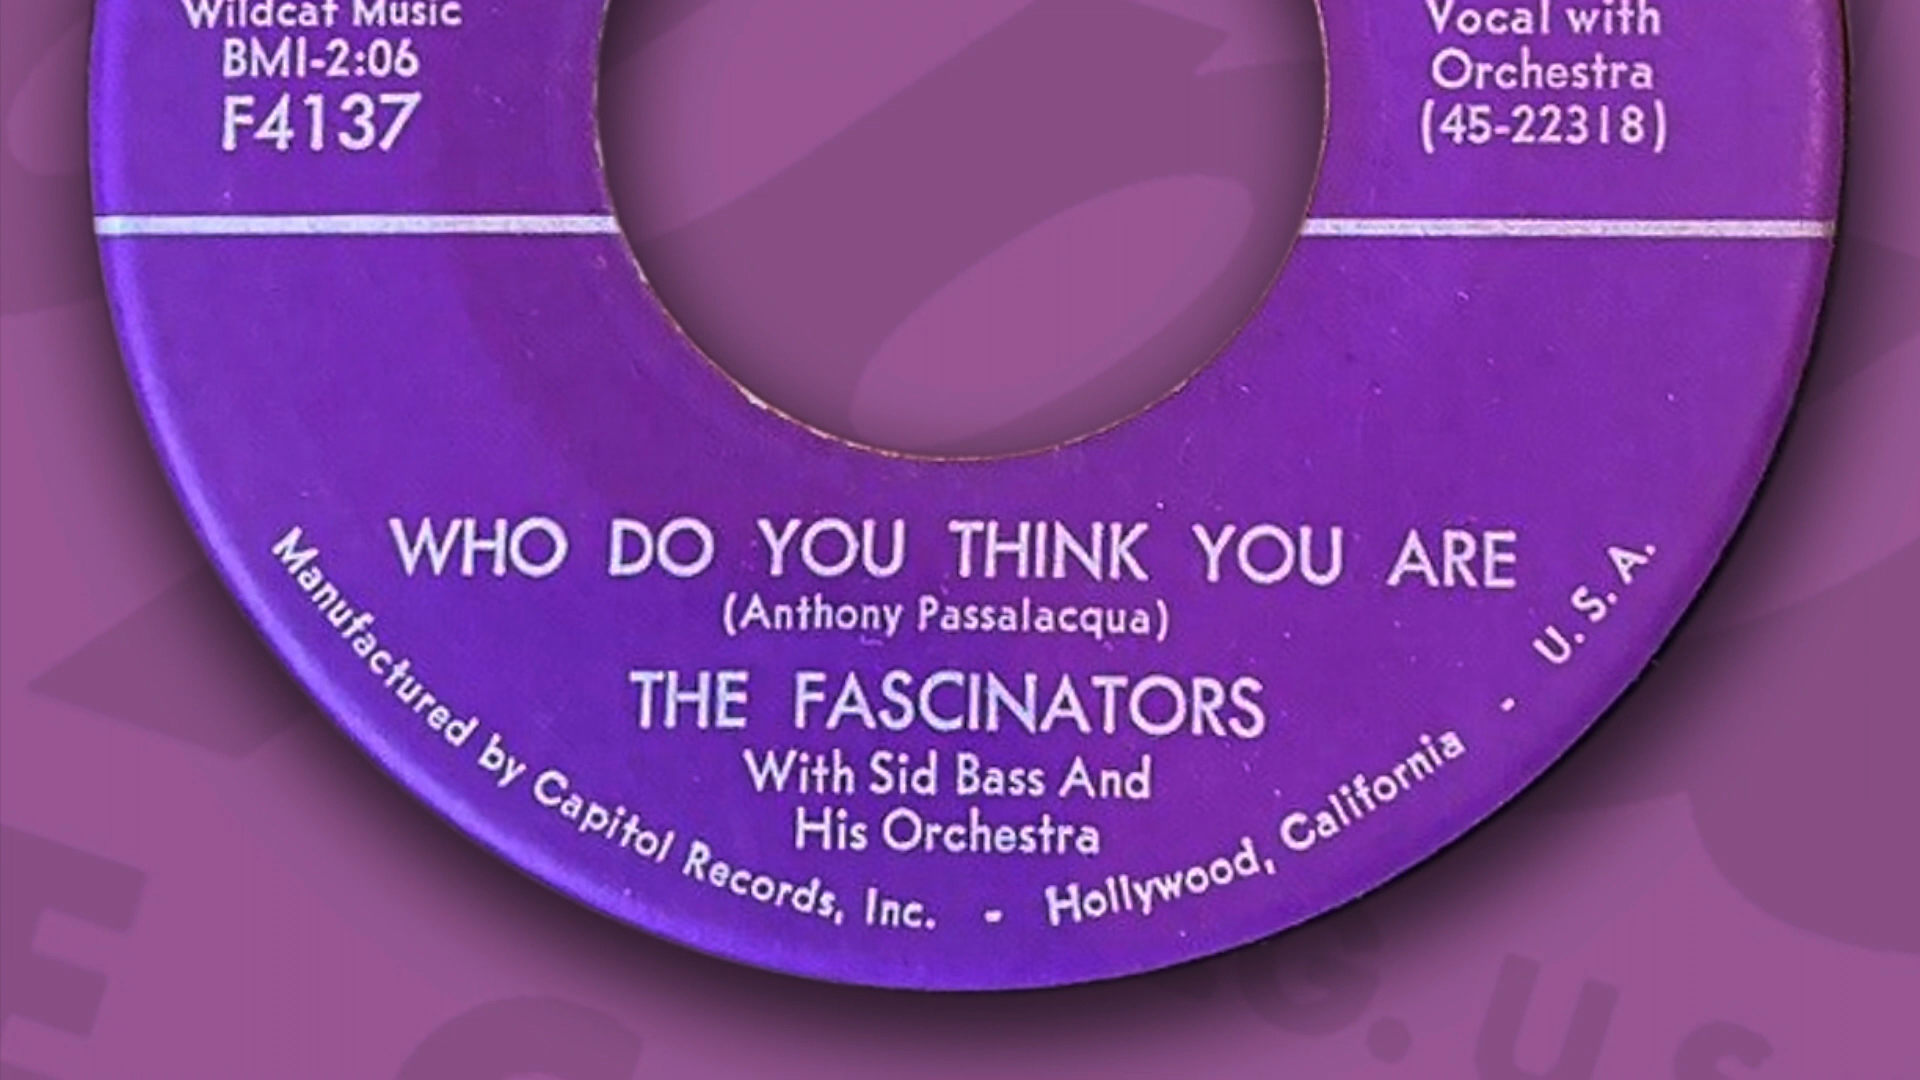 Wildcat Music
BMI-2:06
F4137
Vocal with
Orchestra
(45-22318)
WHO DO YOU THINK YOU ARE
(Anthony Passalacqua)
THE FASCINATORS
With Sid Bass And
His Orchestra
Manufactured by Capitol Records, Inc. - Hollywood, California - U.S.A.